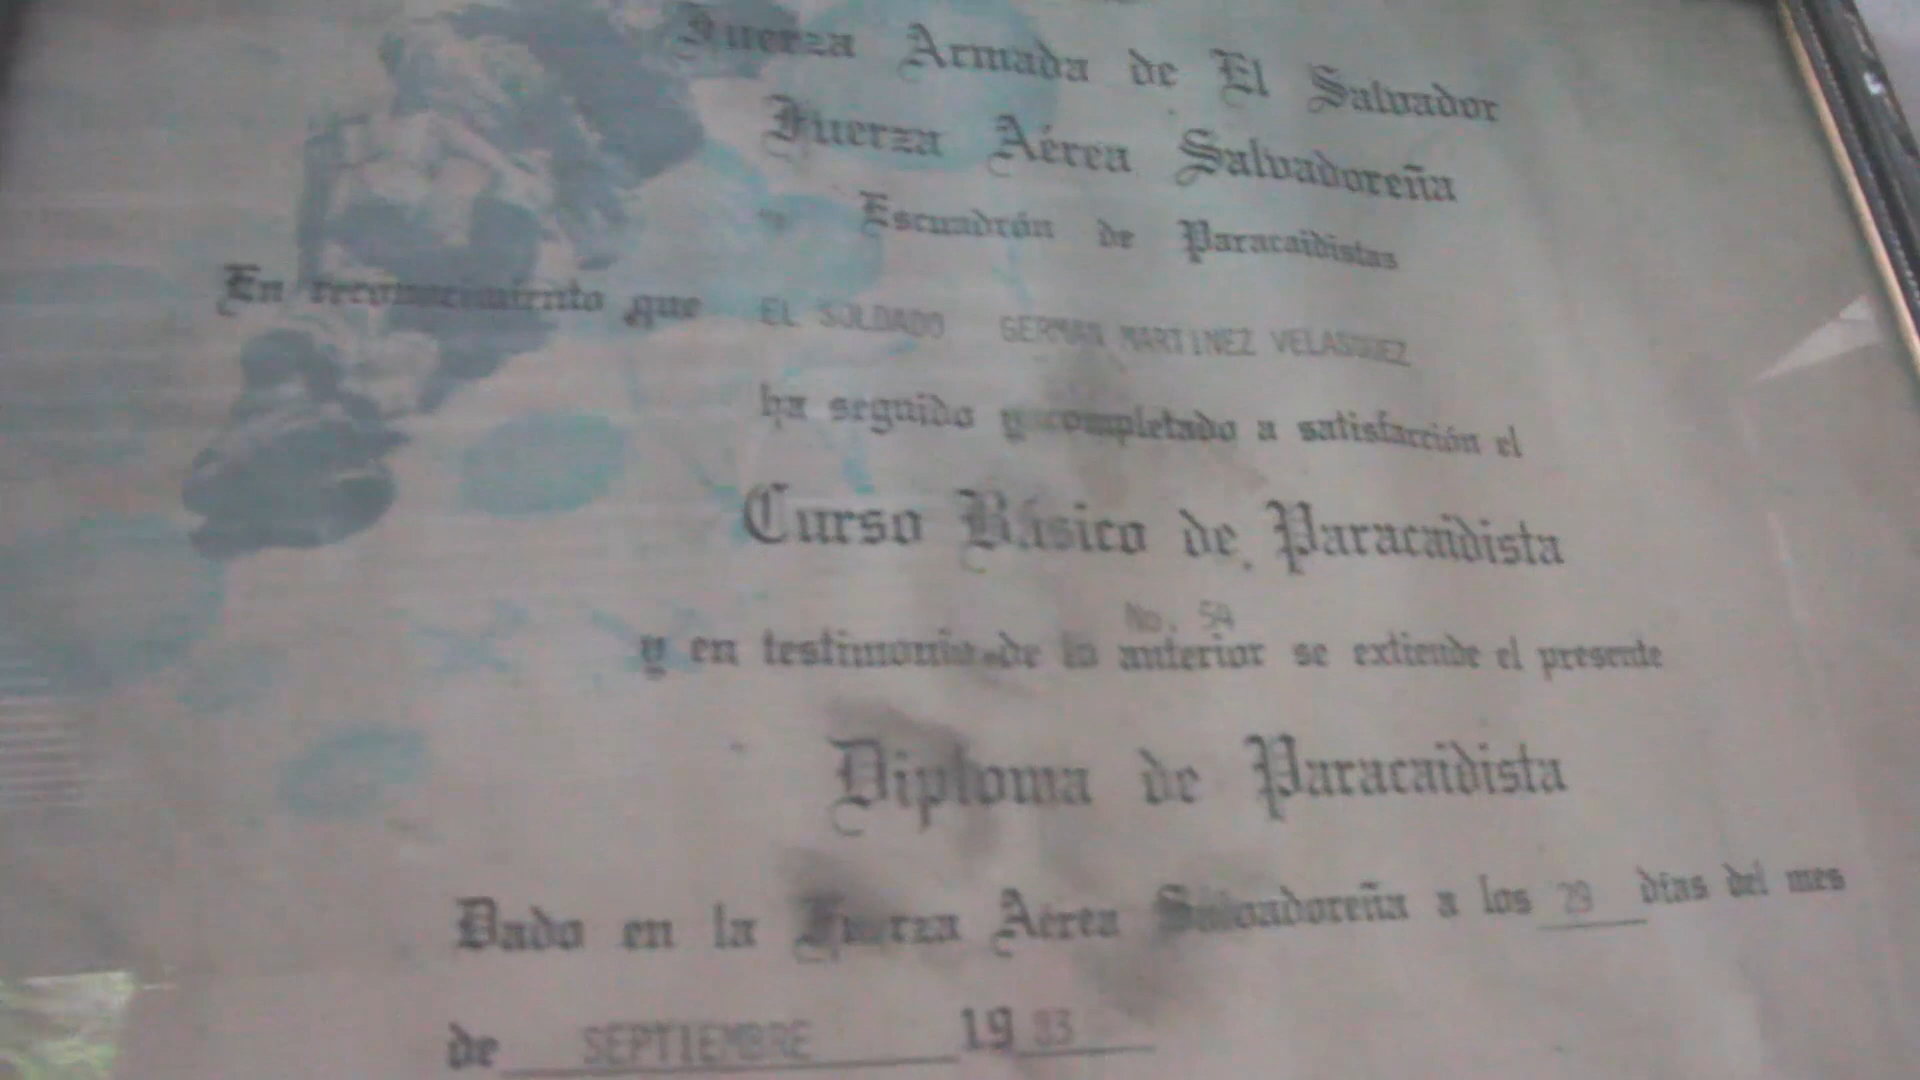 Fuerza Armada de El Salvador
Fuerza Aérea Salvadoreña
Escuadrón de Paracaidistas
En reconocimiento que EL SOLDADO GERMAN MARTINEZ VELASQUEZ
ha seguido y completado a satisfacción el
Curso Básico de Paracaidista
No. 59
y en testimonio de lo anterior se extiende el presente
Diploma de Paracaidista
Dado en la Fuerza Aérea Salvadoreña a los 29 días del mes
de SEPTIEMBRE 19